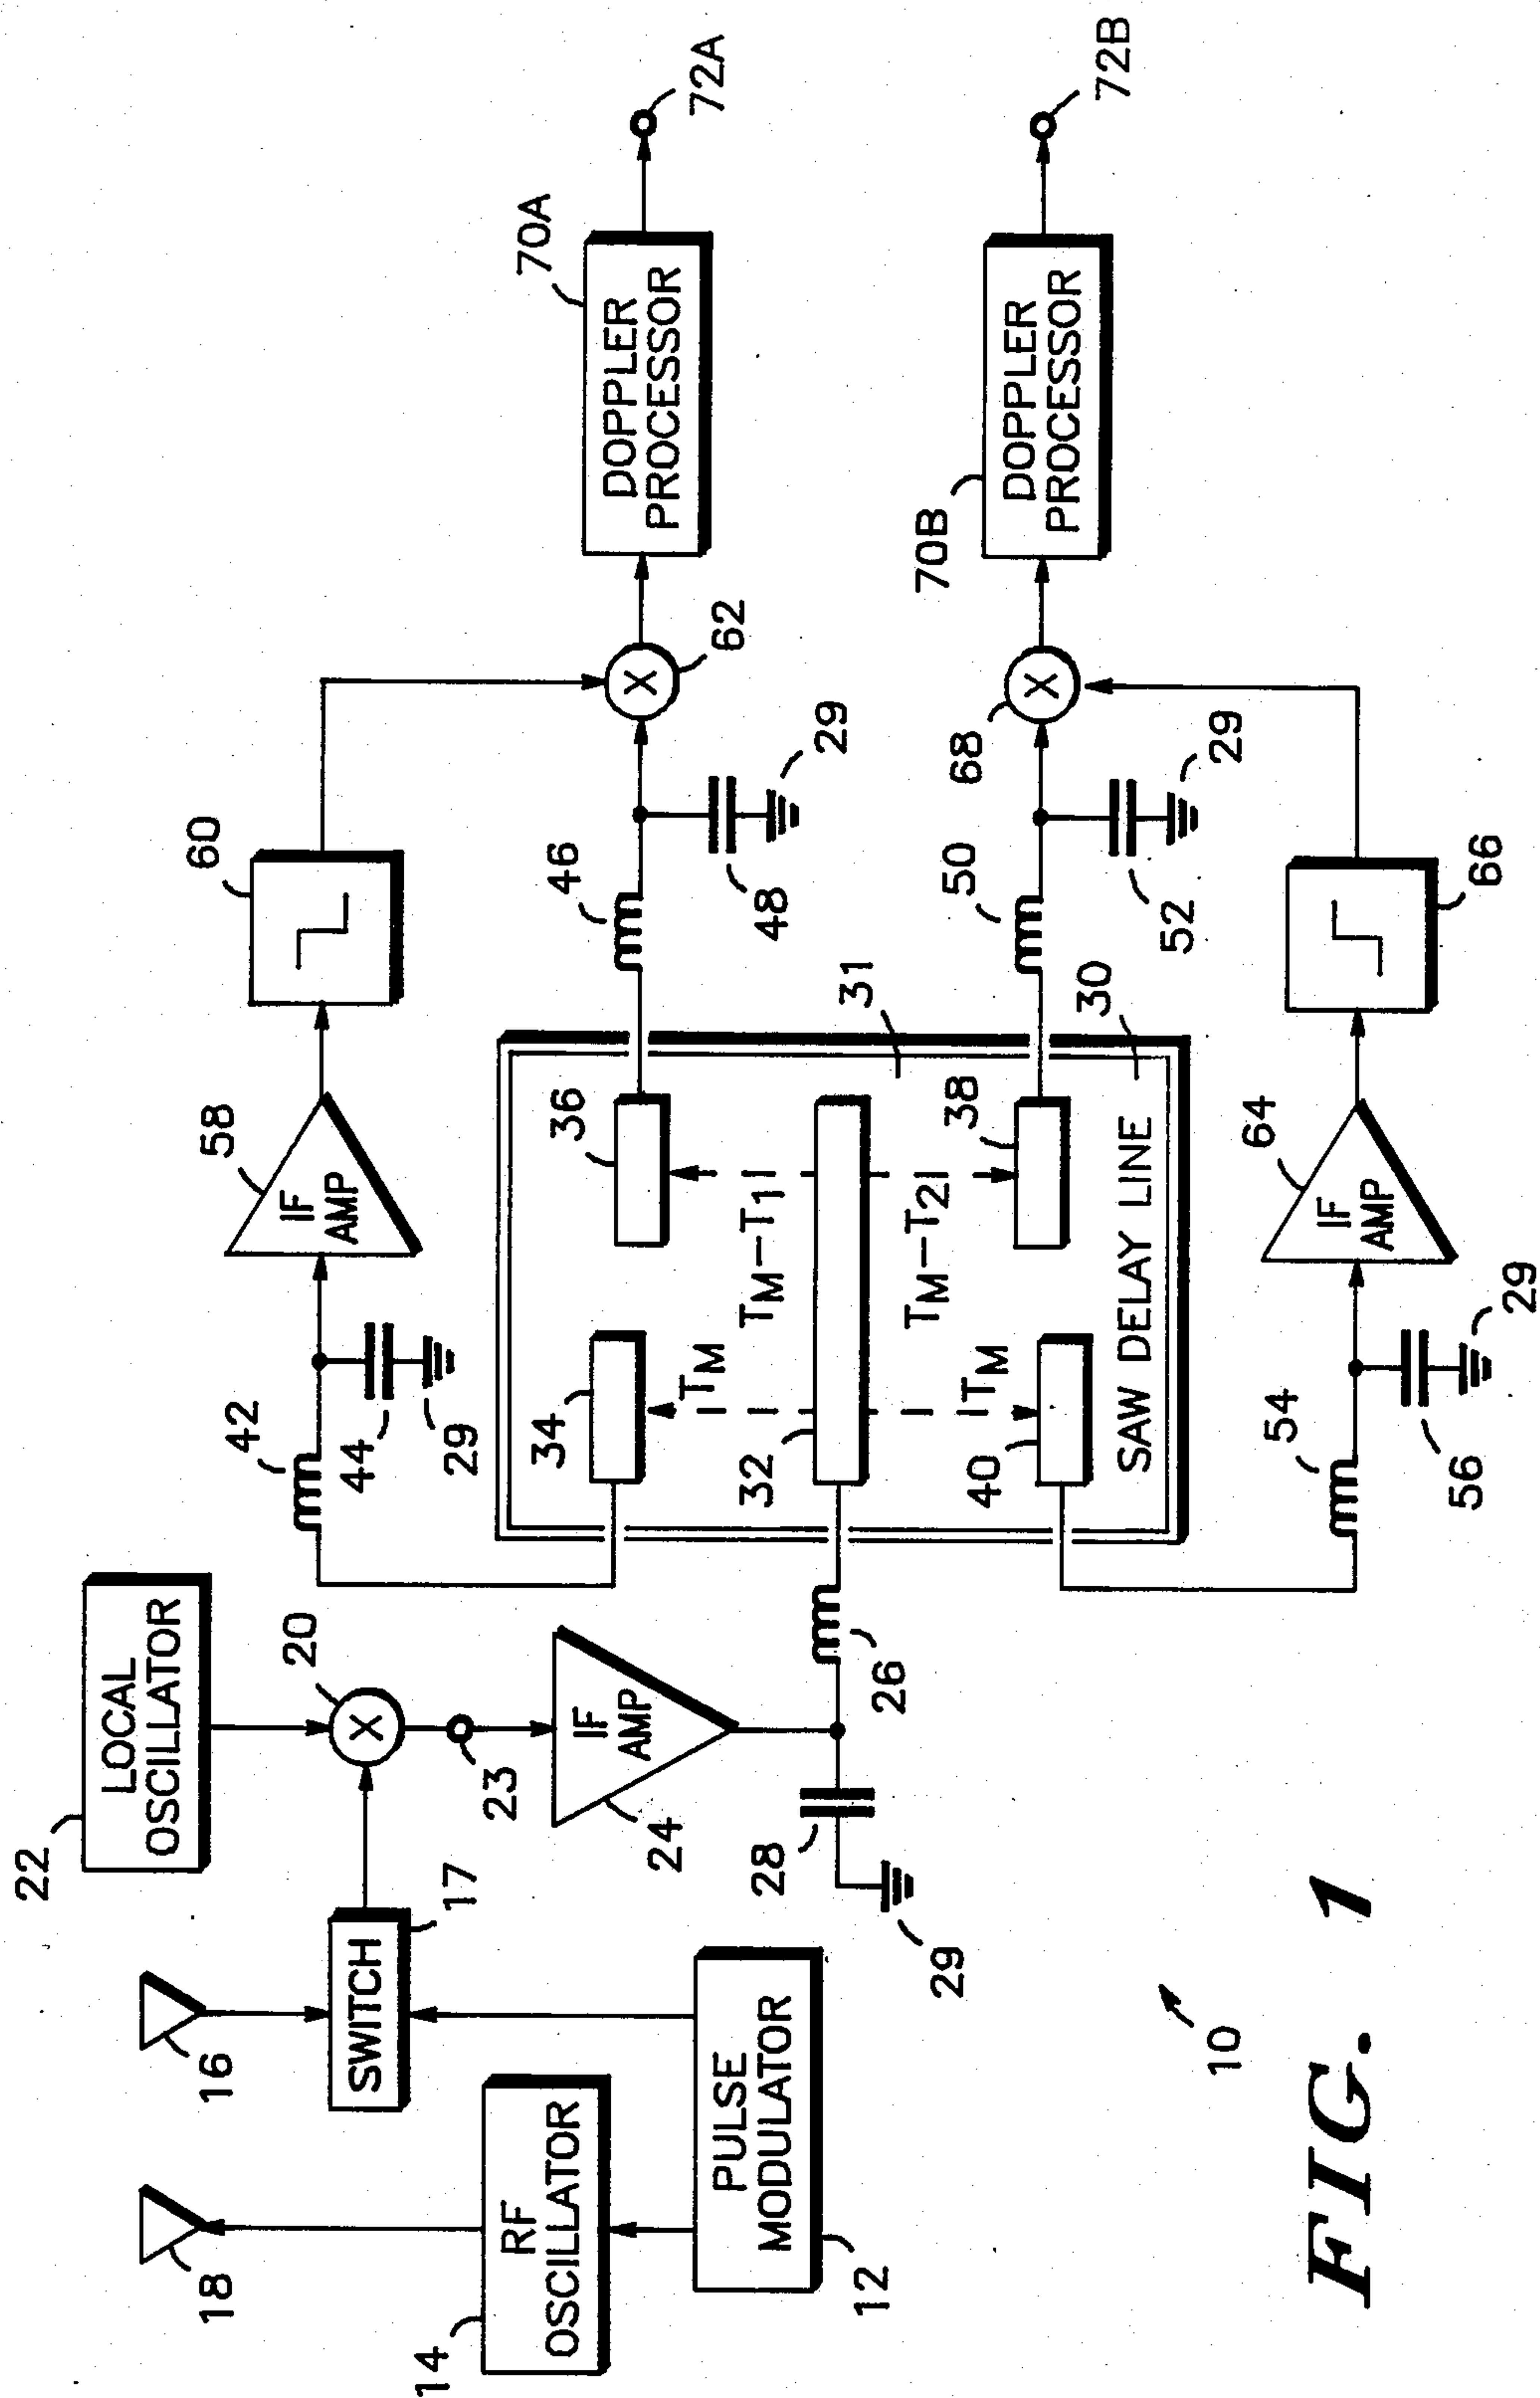 22
LOCAL
OSCILLATOR
16
18
SWITCH
17
20
X
23
14
RF
OSCILLATOR
PULSE
MODULATOR
12
IF
AMP
24
28
29
26
42
44
29
58
IF
AMP
60
34
TM
36
46
48
29
62
X
70A
DOPPLER
PROCESSOR
72A
32
TM–T1
31
TM–T2
40
TM
38
SAW DELAY LINE
30
50
52
29
68
X
70B
DOPPLER
PROCESSOR
72B
54
56
29
64
IF
AMP
66
10
FIG. 1